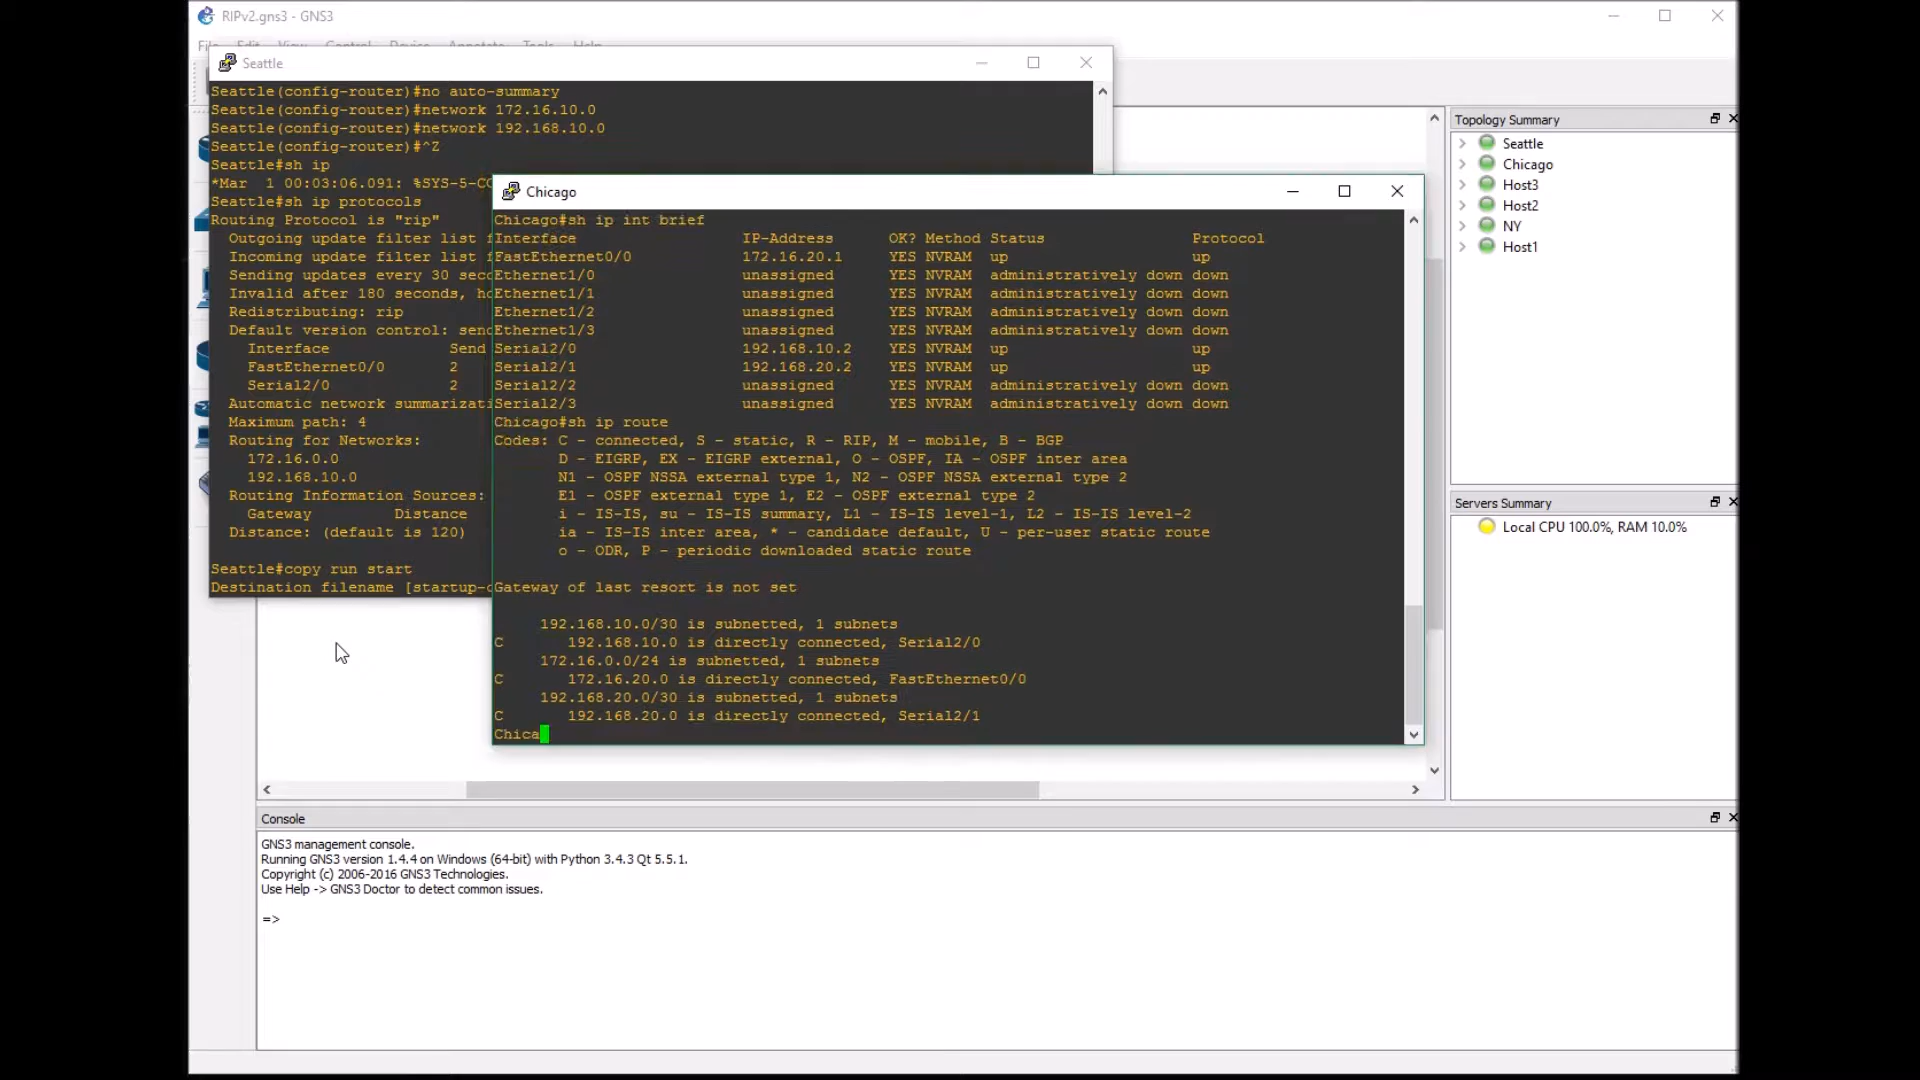 RIPv2.gns3 - GNS3
File Edit View Control Device Annotate Tools Help
Seattle
Seattle(config-router)#no auto-summary
Seattle(config-router)#network 172.16.10.0
Seattle(config-router)#network 192.168.10.0
Seattle(config-router)#^Z
Seattle#sh ip
*Mar  1 00:03:06.091: %SYS-5-CO
Seattle#sh ip protocols
Routing Protocol is "rip"
Outgoing update filter list f
Incoming update filter list f
Sending updates every 30 sec
Invalid after 180 seconds, ho
Redistributing: rip
Default version control: send
Interface Send
FastEthernet0/0 2
Serial2/0 2
Automatic network summarizati
Maximum path: 4
Routing for Networks:
172.16.0.0
192.168.10.0
Routing Information Sources:
Gateway Distance
Distance: (default is 120)
Seattle#copy run start
Destination filename [startup-c
Chicago
Chicago#sh ip int brief
Interface IP-Address OK? Method Status Protocol
FastEthernet0/0 172.16.20.1 YES NVRAM up up
Ethernet1/0 unassigned YES NVRAM administratively down down
Ethernet1/1 unassigned YES NVRAM administratively down down
Ethernet1/2 unassigned YES NVRAM administratively down down
Ethernet1/3 unassigned YES NVRAM administratively down down
Serial2/0 192.168.10.2 YES NVRAM up up
Serial2/1 192.168.20.2 YES NVRAM up up
Serial2/2 unassigned YES NVRAM administratively down down
Serial2/3 unassigned YES NVRAM administratively down down
Chicago#sh ip route
Codes: C - connected, S - static, R - RIP, M - mobile, B - BGP
D - EIGRP, EX - EIGRP external, O - OSPF, IA - OSPF inter area
N1 - OSPF NSSA external type 1, N2 - OSPF NSSA external type 2
E1 - OSPF external type 1, E2 - OSPF external type 2
i - IS-IS, su - IS-IS summary, L1 - IS-IS level-1, L2 - IS-IS level-2
ia - IS-IS inter area, * - candidate default, U - per-user static route
o - ODR, P - periodic downloaded static route
Gateway of last resort is not set
192.168.10.0/30 is subnetted, 1 subnets
C 192.168.10.0 is directly connected, Serial2/0
172.16.0.0/24 is subnetted, 1 subnets
C 172.16.20.0 is directly connected, FastEthernet0/0
192.168.20.0/30 is subnetted, 1 subnets
C 192.168.20.0 is directly connected, Serial2/1
Chica
Topology Summary
Seattle
Chicago
Host3
Host2
NY
Host1
Servers Summary
Local CPU 100.0%, RAM 10.0%
Console
GNS3 management console.
Running GNS3 version 1.4.4 on Windows (64-bit) with Python 3.4.3 Qt 5.5.1.
Copyright (c) 2006-2016 GNS3 Technologies.
Use Help -> GNS3 Doctor to detect common issues.
=>